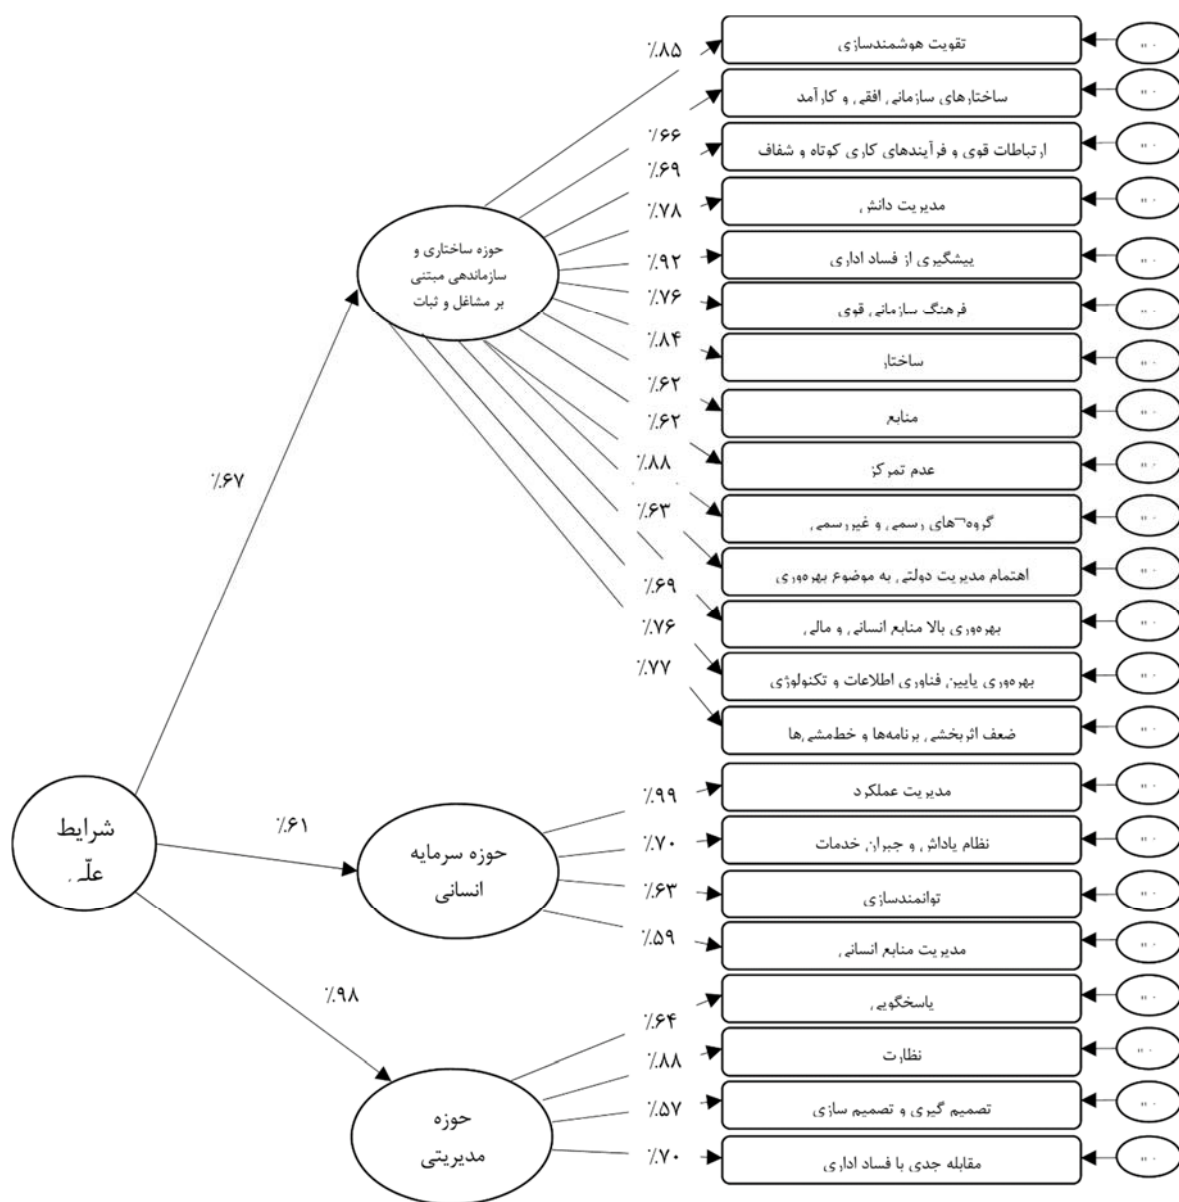 ٪۸۵
تقویت هوشمندسازی
٪۶۶
ساختارهای سازمانی افقی و کارآمد
٪۶۹
ارتباطات قوی و فرآیندهای کاری کوتاه و شفاف
٪۷۸
مدیریت دانش
٪۹۲
پیشگیری از فساد اداری
٪۷۶
فرهنگ سازمانی قوی
٪۸۴
ساختار
٪۶۲
منابع
٪۶۲
عدم تمرکز
٪۸۸
گروه¬های رسمی و غیررسمی
٪۶۳
اهتمام مدیریت دولتی به موضوع بهره‌وری
٪۶۹
بهره‌وری بالا منابع انسانی و مالی
٪۷۶
بهره‌وری پایین فناوری اطلاعات و تکنولوژی
٪۷۷
ضعف اثربخشی برنامه‌ها و خط‌مشی‌ها
حوزه ساختاری و
سازماندهی مبتنی
بر مشاغل و ثبات
٪۶۷
٪۹۹
مدیریت عملکرد
٪۷۰
نظام پاداش و جبران خدمات
٪۶۳
توانمندسازی
٪۵۹
مدیریت منابع انسانی
حوزه سرمایه
انسانی
٪۶۱
شرایط
علّی
٪۹۸
٪۶۴
پاسخگویی
٪۸۸
نظارت
٪۵۷
تصمیم گیری و تصمیم سازی
٪۷۰
مقابله جدی با فساد اداری
حوزه
مدیریتی